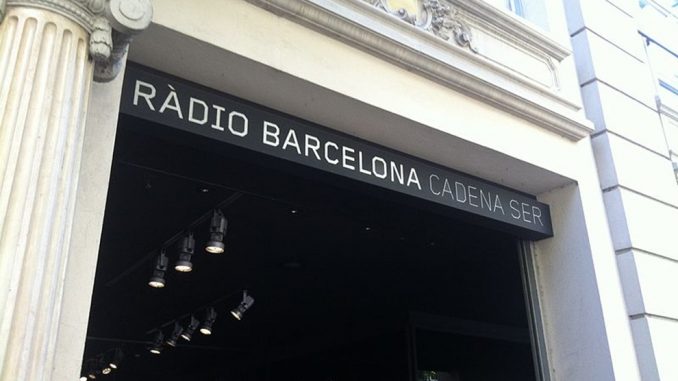 RÀDIO BARCELONA CADENA SER